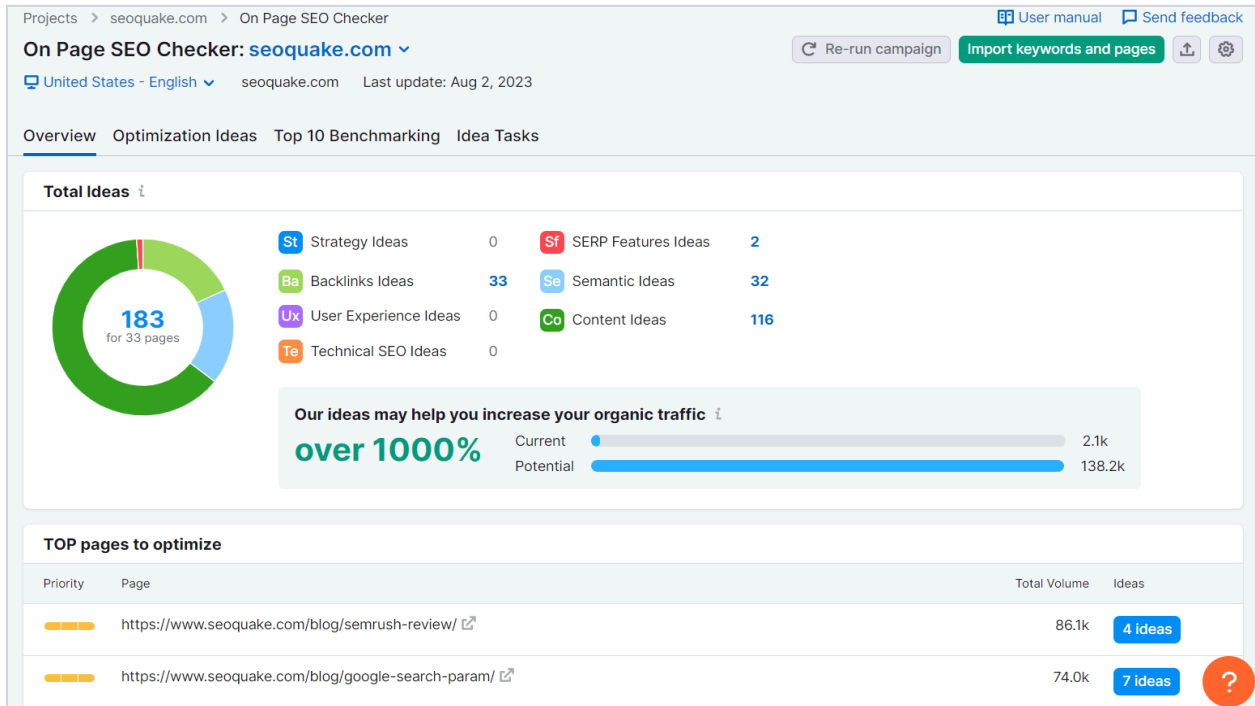 Projects > seoquake.com > On Page SEO Checker
User manual Send feedback
On Page SEO Checker: seoquake.com
Re-run campaign Import keywords and pages
United States - English seoquake.com Last update: Aug 2, 2023
Overview Optimization Ideas Top 10 Benchmarking Idea Tasks
Total Ideas i
183
for 33 pages
St Strategy Ideas 0
Ba Backlinks Ideas 33
Ux User Experience Ideas 0
Te Technical SEO Ideas 0
Sf SERP Features Ideas 2
Se Semantic Ideas 32
Co Content Ideas 116
Our ideas may help you increase your organic traffic i
over 1000%
Current 2.1k
Potential 138.2k
TOP pages to optimize
Priority Page Total Volume Ideas
https://www.seoquake.com/blog/semrush-review/ 86.1k 4 ideas
https://www.seoquake.com/blog/google-search-param/ 74.0k 7 ideas
?